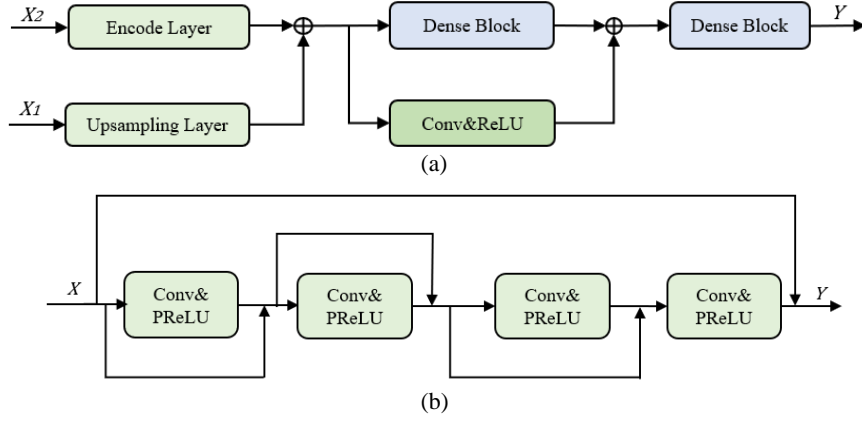 X2
Encode Layer
Dense Block
Dense Block
Y
X1
Upsampling Layer
Conv&ReLU
(a)
X
Conv&
PReLU
Conv&
PReLU
Conv&
PReLU
Conv&
PReLU
Y
(b)